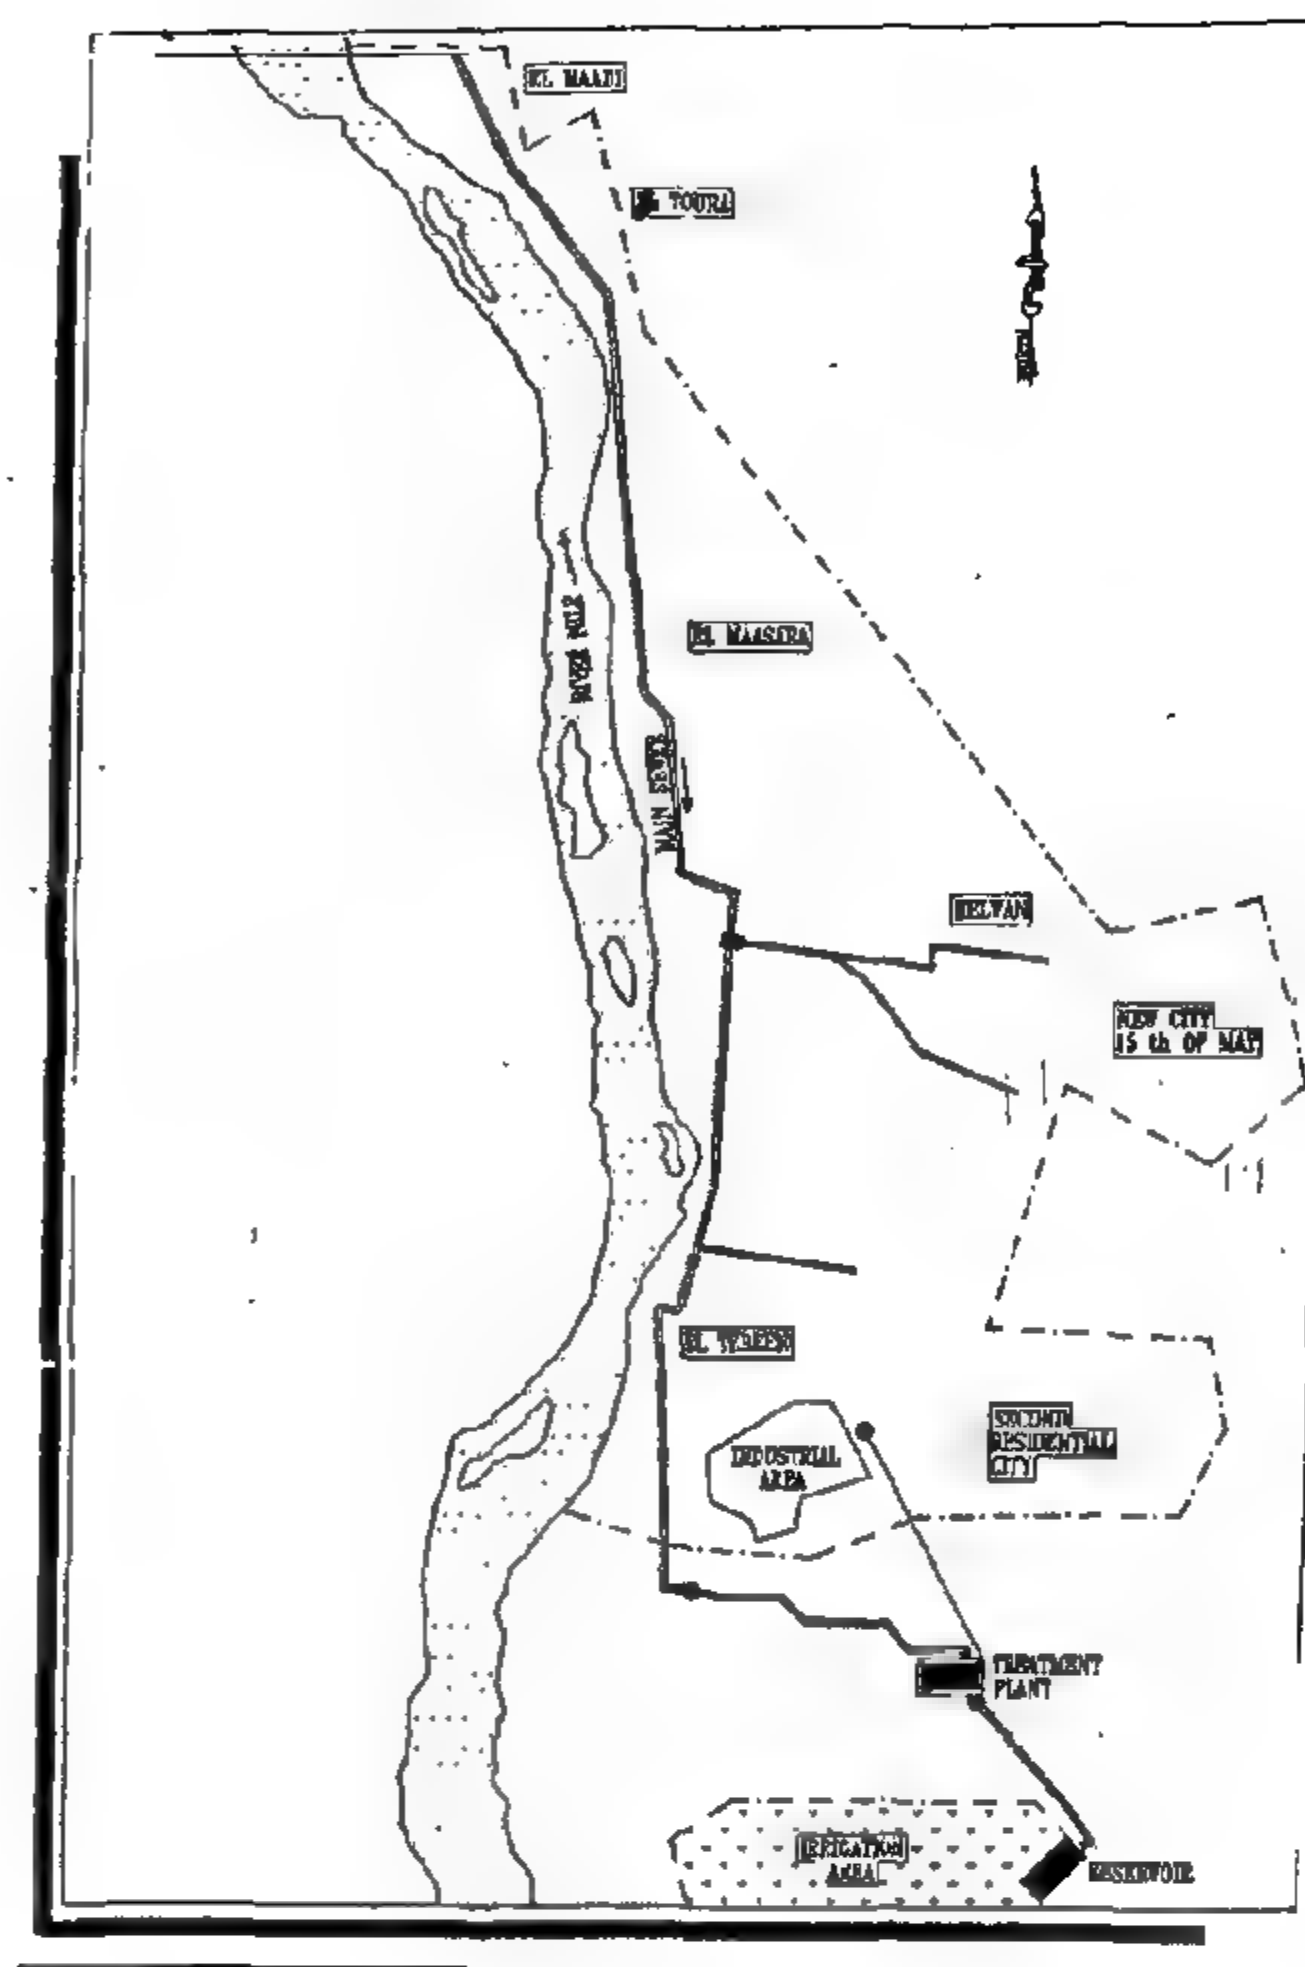 EL MAADI
TOURA
NORTH
RIVER NILE
EL MAASARA
MAIN SEWER
HELWAN
NEW CITY
15 th OF MAY
EL
INDUSTRIAL
AREA
SECOND
RESIDENTIAL
CITY
TREATMENT
PLANT
IRRIGATION
AREA
RESERVOIR